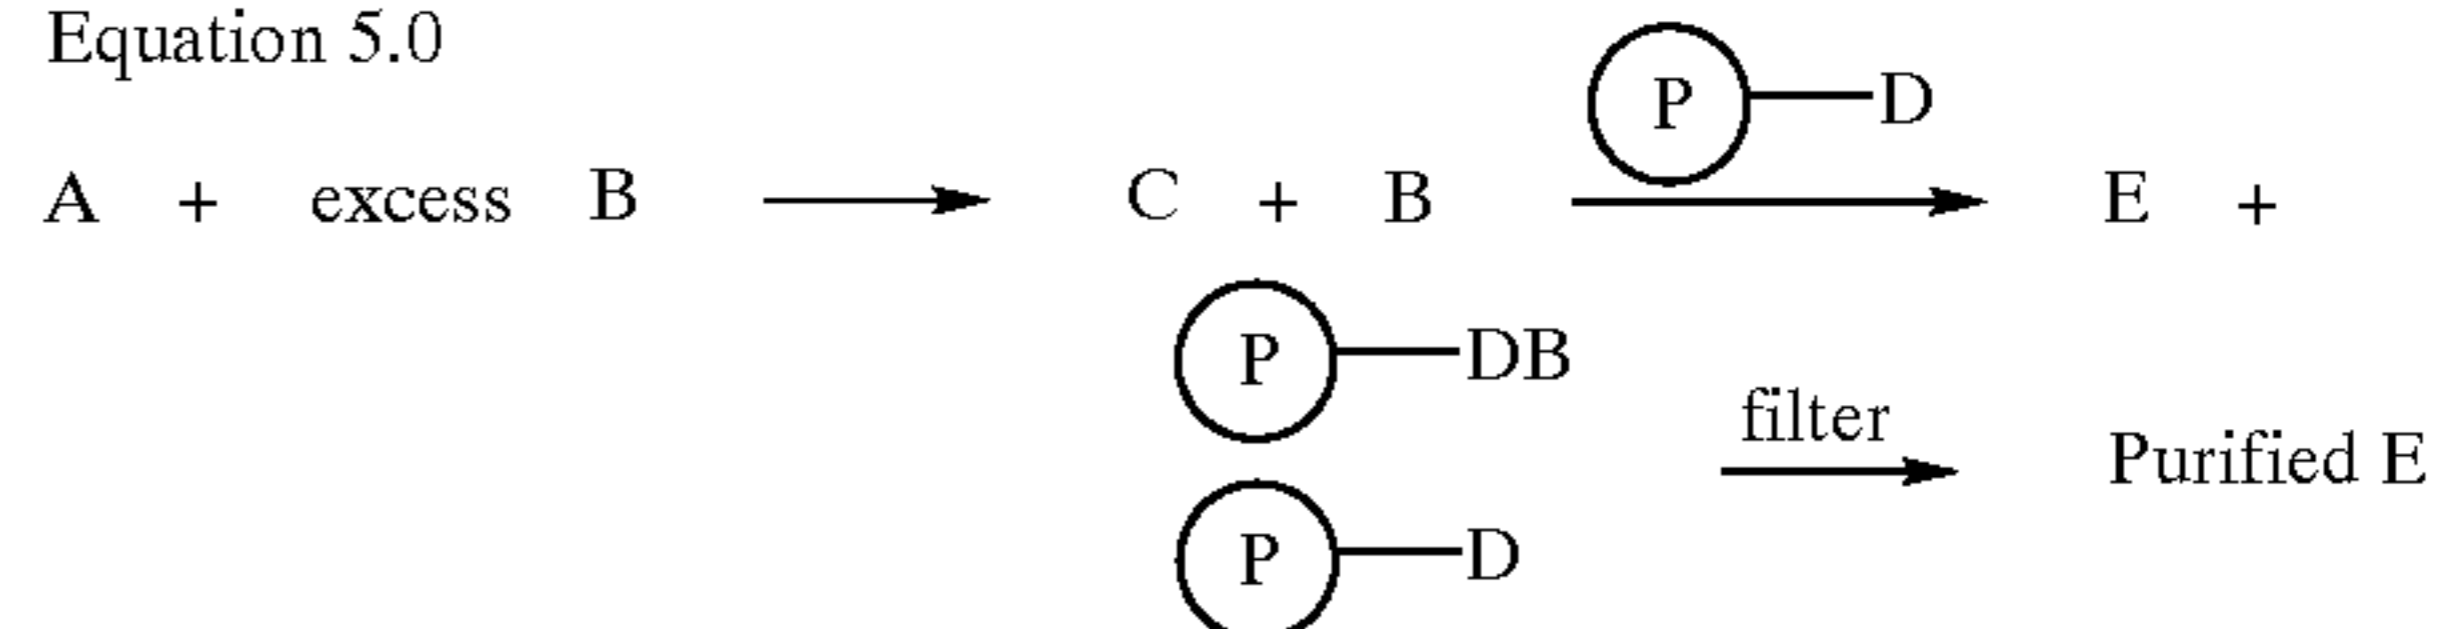 Equation 5.0
P D
A + excess B C + B E +
P DB
filter
Purified E
P D